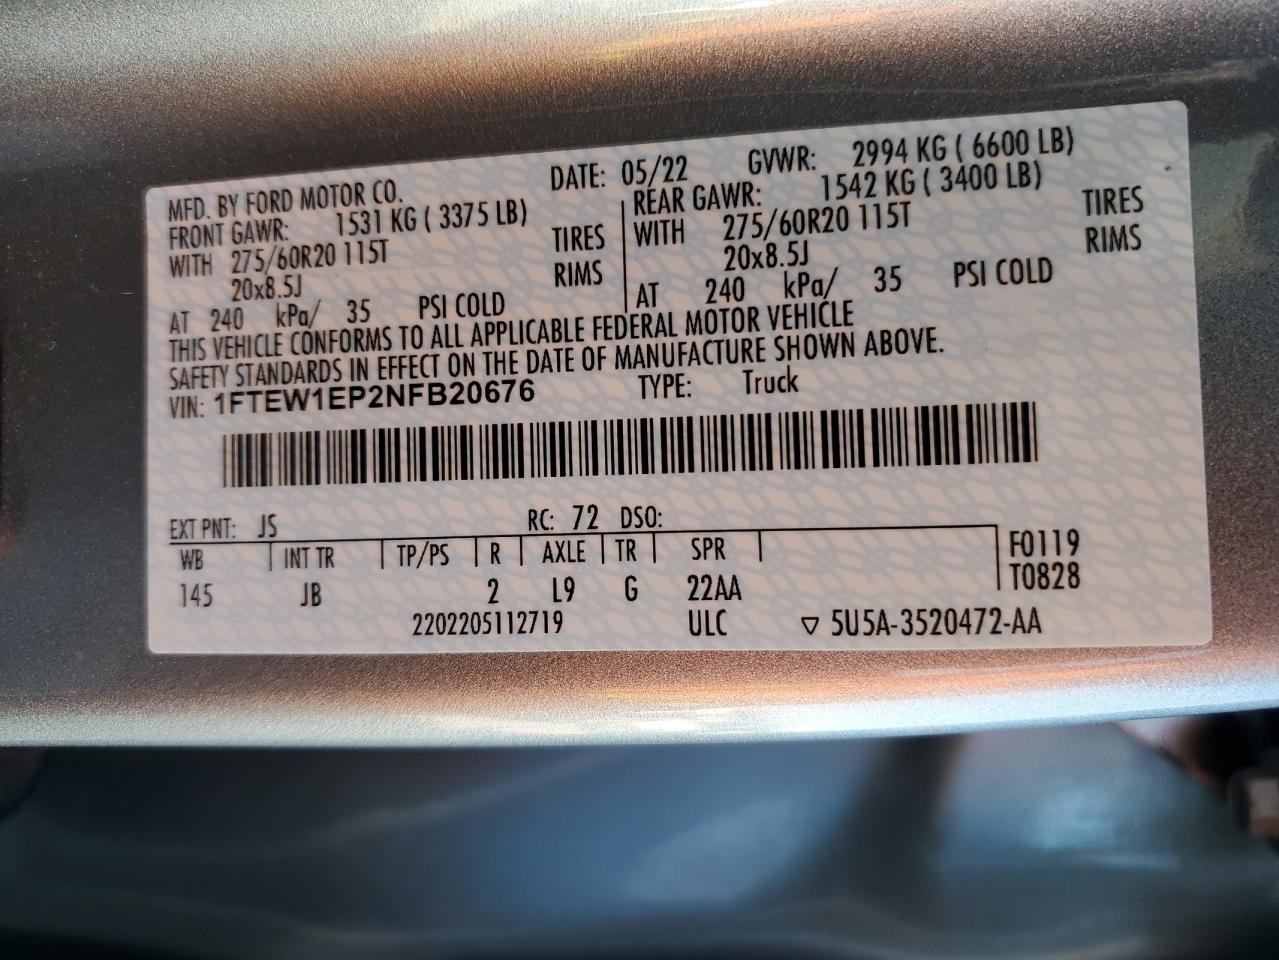 MFD. BY FORD MOTOR CO. DATE: 05/22 GVWR: 2994 KG ( 6600 LB)
FRONT GAWR: 1531 KG ( 3375 LB)
WITH 275/60R20 115T TIRES
20x8.5J RIMS
AT 240 kPa/ 35 PSI COLD
REAR GAWR: 1542 KG ( 3400 LB)
WITH 275/60R20 115T TIRES
20x8.5J RIMS
AT 240 kPa/ 35 PSI COLD
THIS VEHICLE CONFORMS TO ALL APPLICABLE FEDERAL MOTOR VEHICLE
SAFETY STANDARDS IN EFFECT ON THE DATE OF MANUFACTURE SHOWN ABOVE.
VIN: 1FTEW1EP2NFB20676 TYPE: Truck
EXT PNT: JS RC: 72 DSO:
WB INT TR TP/PS R AXLE TR SPR F0119
145 JB 2 L9 G 22AA T0828
2202205112719 ULC ▽ 5U5A-3520472-AA